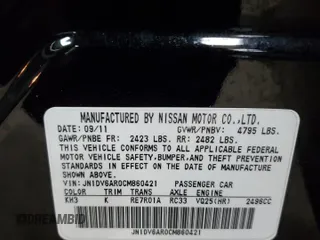 MANUFACTURED BY NISSAN MOTOR CO.,LTD.
DATE: 09/11 GVWR/PNBV: 4795 LBS.
GAWR/PNBE FR: 2423 LBS. RR: 2482 LBS.
THIS VEHICLE CONFORMS TO ALL APPLICABLE FEDERAL
MOTOR VEHICLE SAFETY,BUMPER,AND THEFT PREVENTION
STANDARDS IN EFFECT ON THE DATE OF MANUFACTURE
SHOWN ABOVE.
VIN:JN1DV6AR0CM860421 PASSENGER CAR
COLOR TRIM TRANS AXLE ENGINE
KH3 K RE7R01A RC33 VQ25(HR) 2496CC
JN1DV6AR0CM860421